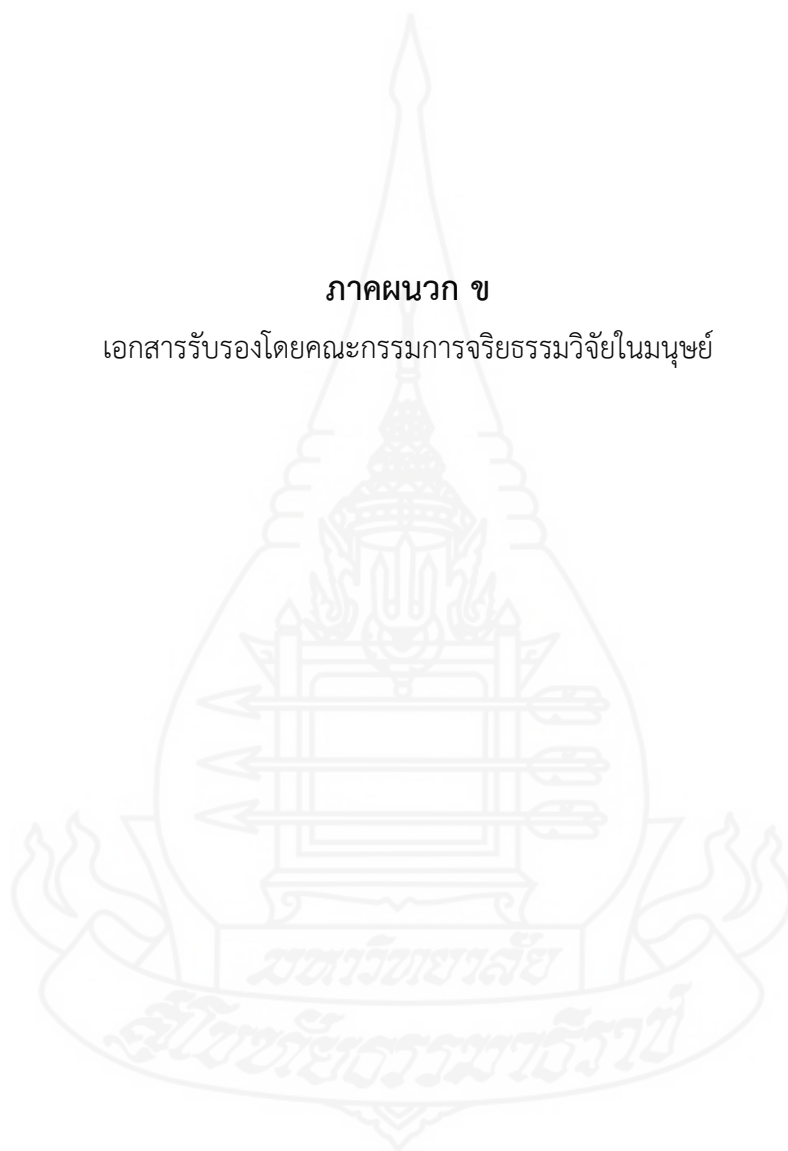 ภาคผนวก ข
เอกสารรับรองโดยคณะกรรมการจริยธรรมวิจัยในมนุษย์
มหาวิทยาลัย
สุโขทัยธรรมาธิราช